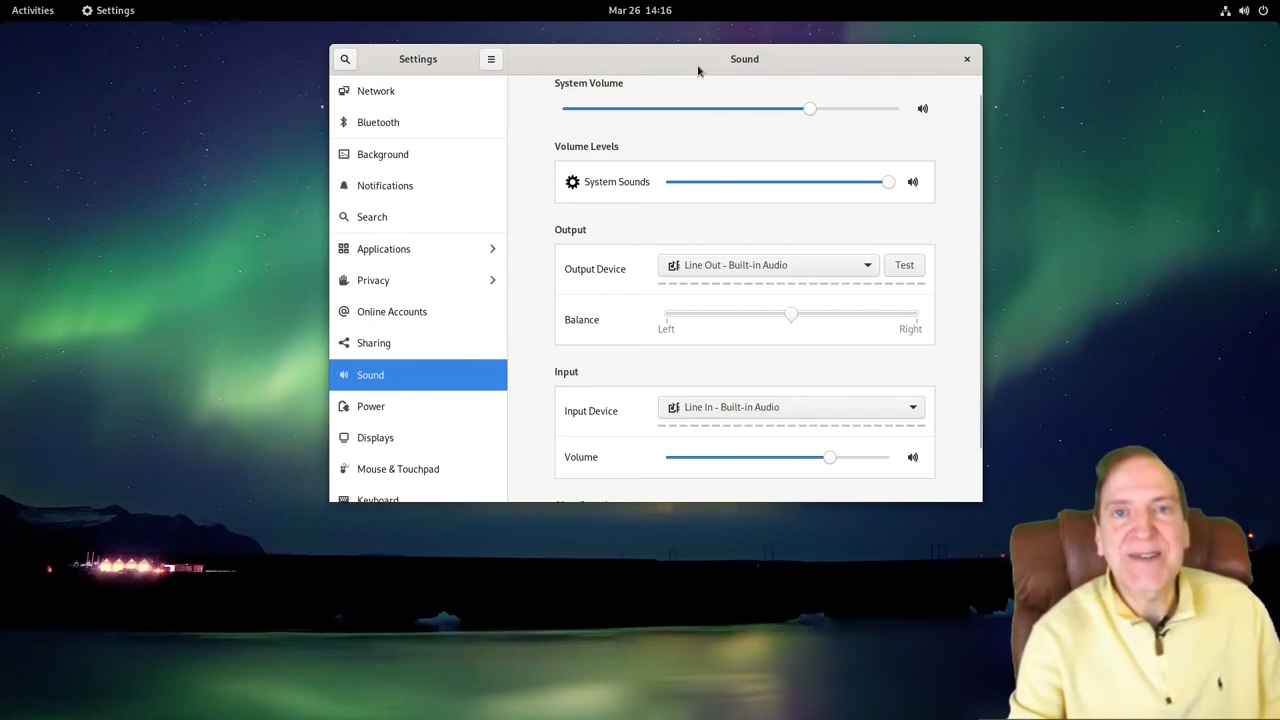 Activities
Settings
Mar 26 14:16
Settings
Sound
Network
Bluetooth
Background
Notifications
Search
Applications
Privacy
Online Accounts
Sharing
Sound
Power
Displays
Mouse & Touchpad
Keyboard
System Volume
Volume Levels
System Sounds
Output
Output Device
Line Out - Built-in Audio
Test
Balance
Left
Right
Input
Input Device
Line In - Built-in Audio
Volume